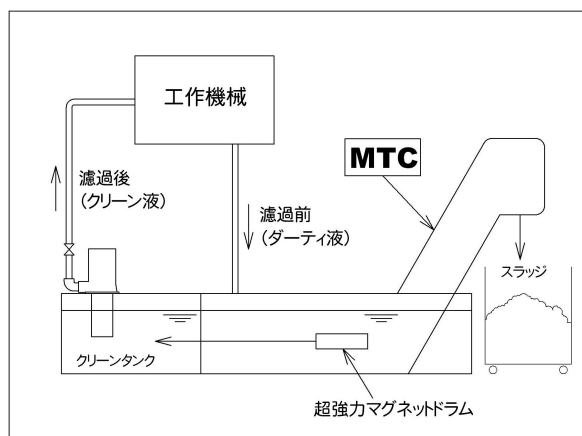 工作機械
MTC
濾過後
(クリーン液)
濾過前
(ダーティ液)
スラッジ
クリーンタンク
超強力マグネットドラム